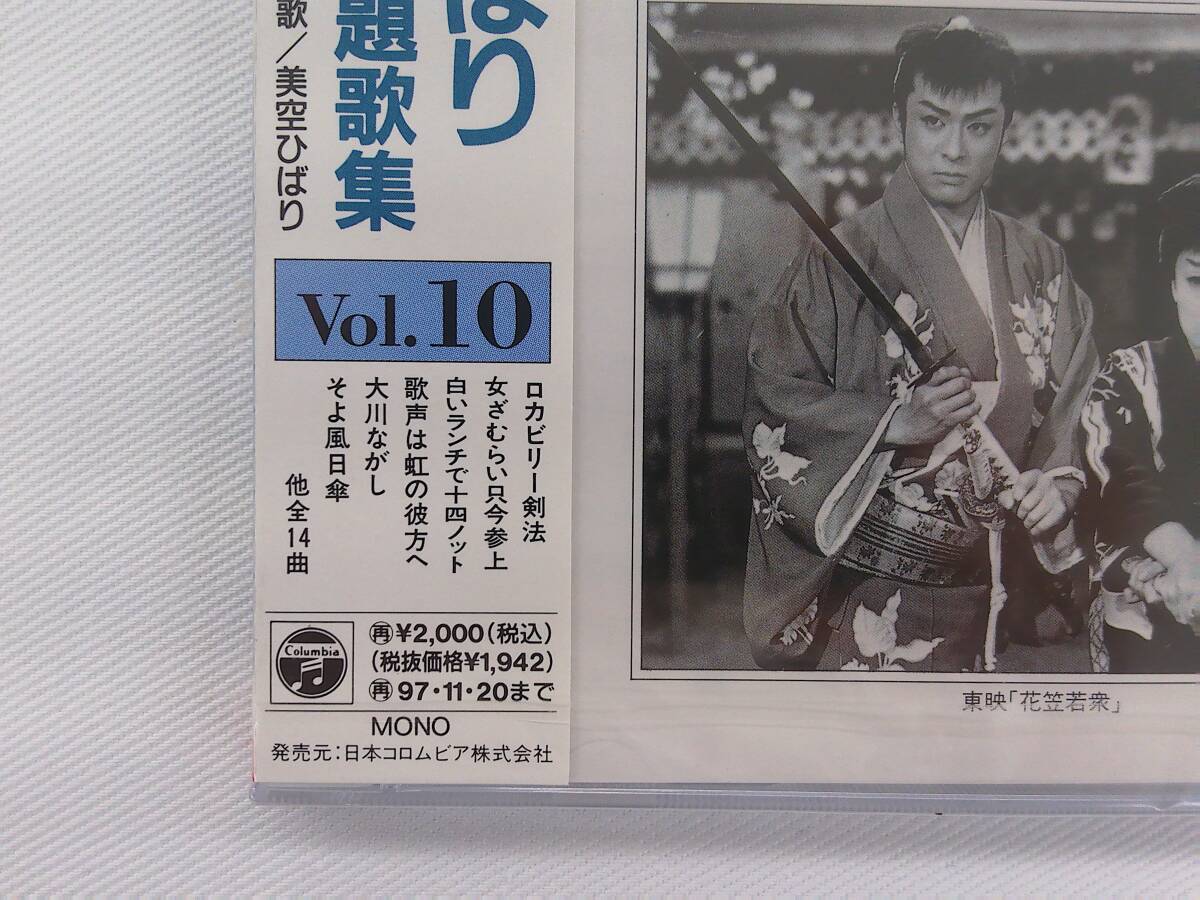 ばり
題歌集
歌／美空ひばり
Vol.10
ロカビリー剣法
女ざむらい只今参上
白いランチで十四ノット
歌声は虹の彼方へ
大川ながし
そよ風日傘
他全14曲
Columbia
再¥2,000(税込)
(税抜価格¥1,942)
再97・11・20まで
MONO
発売元：日本コロムビア株式会社
東映「花笠若衆」